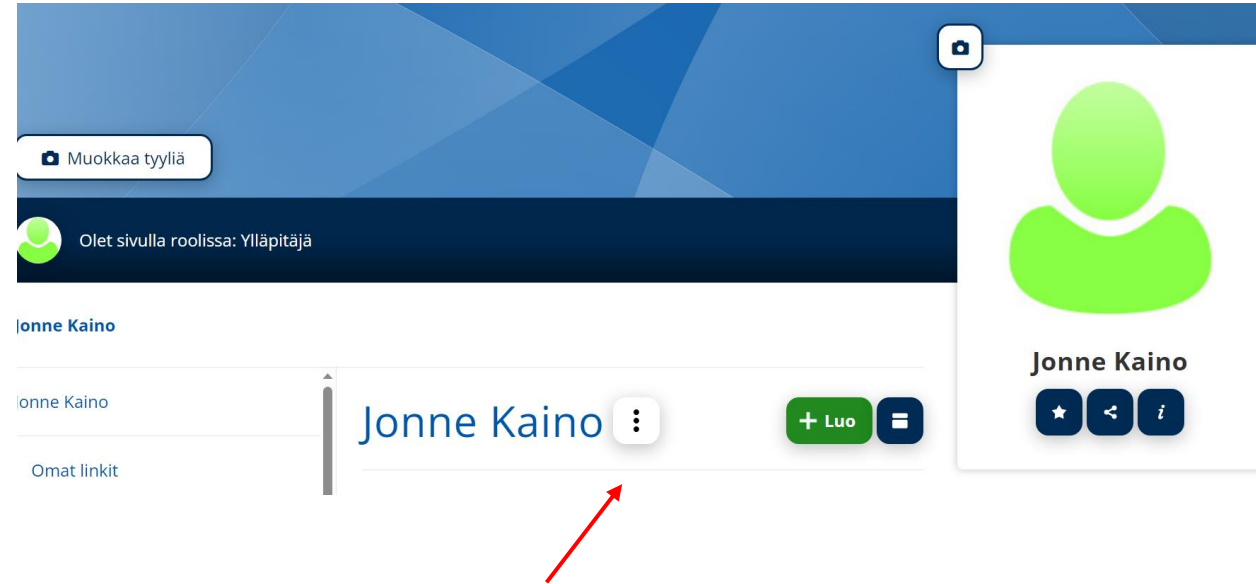 Muokkaa tyyliä
Olet sivulla roolissa: Ylläpitäjä
Jonne Kaino
Jonne Kaino
Omat linkit
Jonne Kaino
+ Luo
Jonne Kaino
i